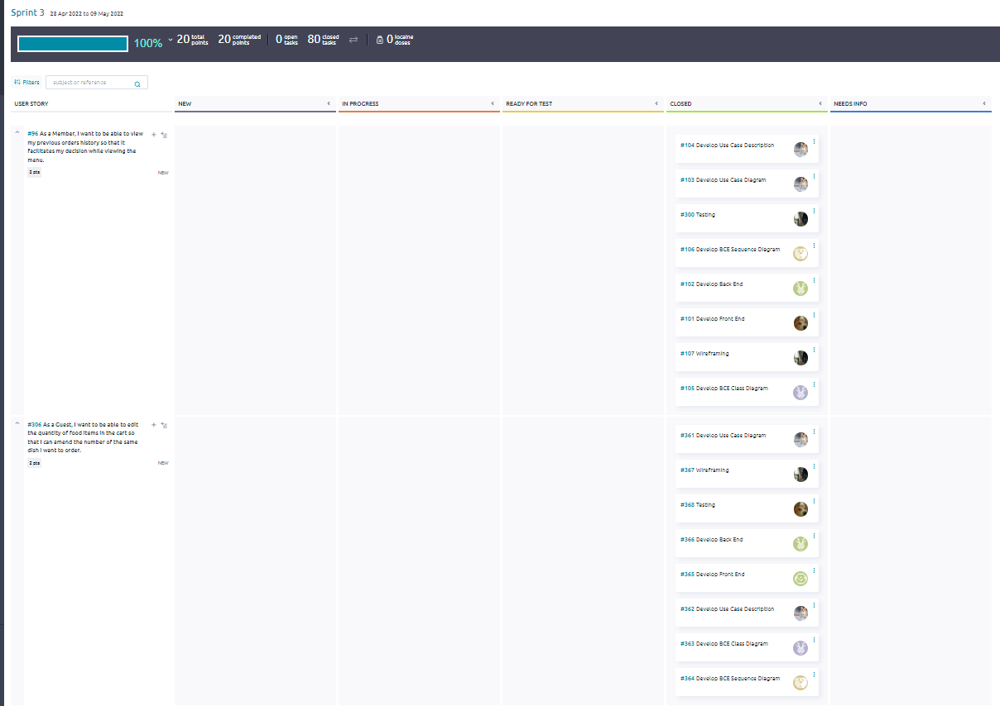 Sprint 3 28 Apr 2022 to 09 May 2022
100% 20 total points 20 completed points 0 open tasks 80 closed tasks 0 Iocaine doses
Filters subject or reference
USER STORY NEW IN PROGRESS READY FOR TEST CLOSED NEEDS INFO
#96 As a Member, I want to be able to view
my previous orders history so that it
facilitates my decision while viewing the
menu.
2 pts NEW
#104 Develop Use Case Description
#103 Develop Use Case Diagram
#300 Testing
#106 Develop BCE Sequence Diagram
#102 Develop Back End
#101 Develop Front End
#107 Wireframing
#105 Develop BCE Class Diagram
#306 As a Guest, I want to be able to edit
the quantity of food items in the cart so
that I can amend the number of the same
dish I want to order.
2 pts NEW
#361 Develop Use Case Diagram
#367 Wireframing
#368 Testing
#366 Develop Back End
#365 Develop Front End
#362 Develop Use Case Description
#363 Develop BCE Class Diagram
#364 Develop BCE Sequence Diagram